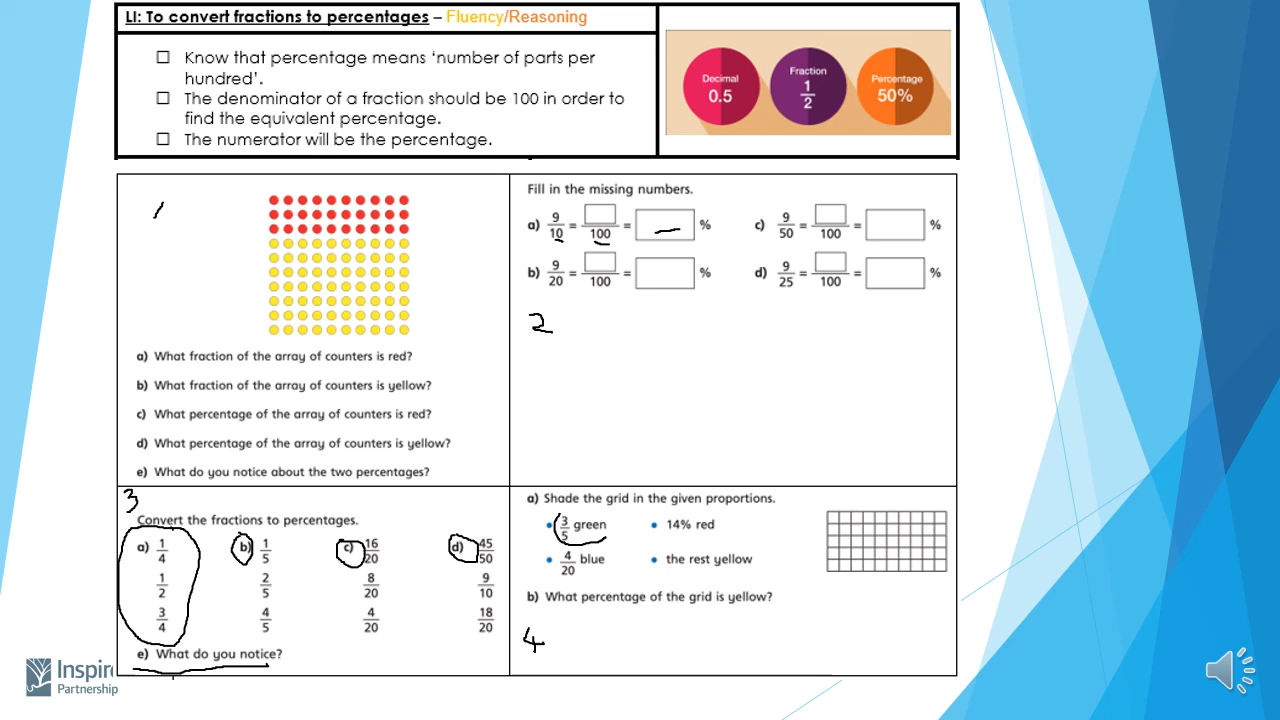 LI: To convert fractions to percentages – Fluency/Reasoning
☐ Know that percentage means ‘number of parts per
hundred’.
☐ The denominator of a fraction should be 100 in order to
find the equivalent percentage.
☐ The numerator will be the percentage.
Decimal
0.5
Fraction
1/2
Percentage
50%
1
a) What fraction of the array of counters is red?
b) What fraction of the array of counters is yellow?
c) What percentage of the array of counters is red?
d) What percentage of the array of counters is yellow?
e) What do you notice about the two percentages?
Fill in the missing numbers.
a) 9/10 = □/100 = □ %
c) 9/50 = □/100 = □ %
b) 9/20 = □/100 = □ %
d) 9/25 = □/100 = □ %
2
3
Convert the fractions to percentages.
a) 1/4 b) 1/5 c) 16/20 d) 45/50
1/2 2/5 8/20 9/10
3/4 4/5 4/20 18/20
e) What do you notice?
a) Shade the grid in the given proportions.
• 3/5 green • 14% red
• 4/20 blue • the rest yellow
b) What percentage of the grid is yellow?
4
Inspire
Partnership